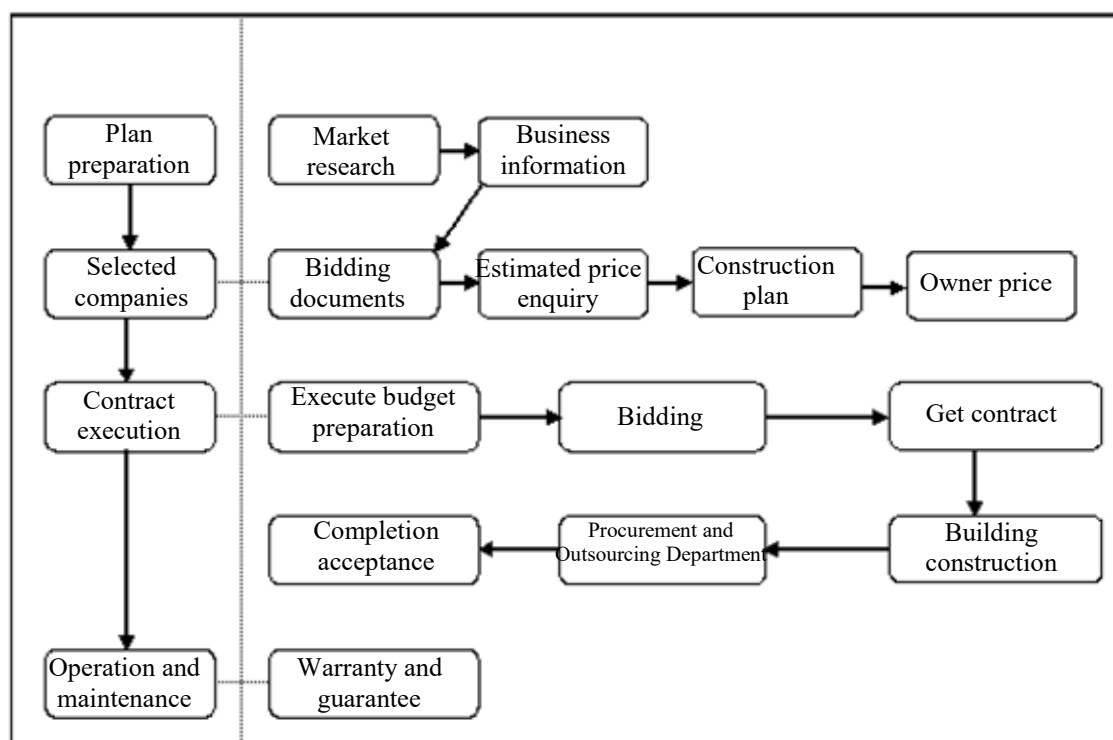 Plan
preparation
Market
research
Business
information
Selected
companies
Bidding
documents
Estimated price
enquiry
Construction
plan
Owner price
Contract
execution
Execute budget
preparation
Bidding
Get contract
Completion
acceptance
Procurement and
Outsourcing Department
Building
construction
Operation and
maintenance
Warranty and
guarantee